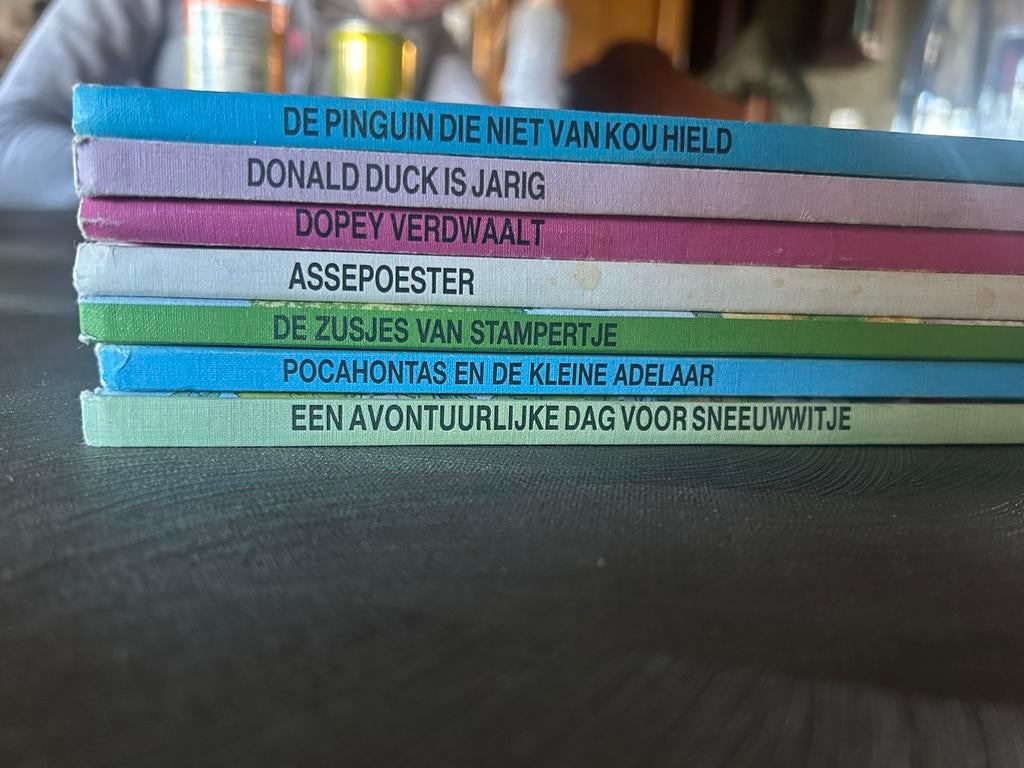 DE PINGUIN DIE NIET VAN KOU HIELD
DONALD DUCK IS JARIG
DOPEY VERDWAALT
ASSEPOESTER
DE ZUSJES VAN STAMPERTJE
POCAHONTAS EN DE KLEINE ADELAAR
EEN AVONTUURLIJKE DAG VOOR SNEEUWWITJE